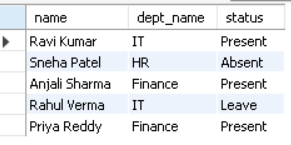 name dept_name status
Ravi Kumar IT Present
Sneha Patel HR Absent
Anjali Sharma Finance Present
Rahul Verma IT Leave
Priya Reddy Finance Present